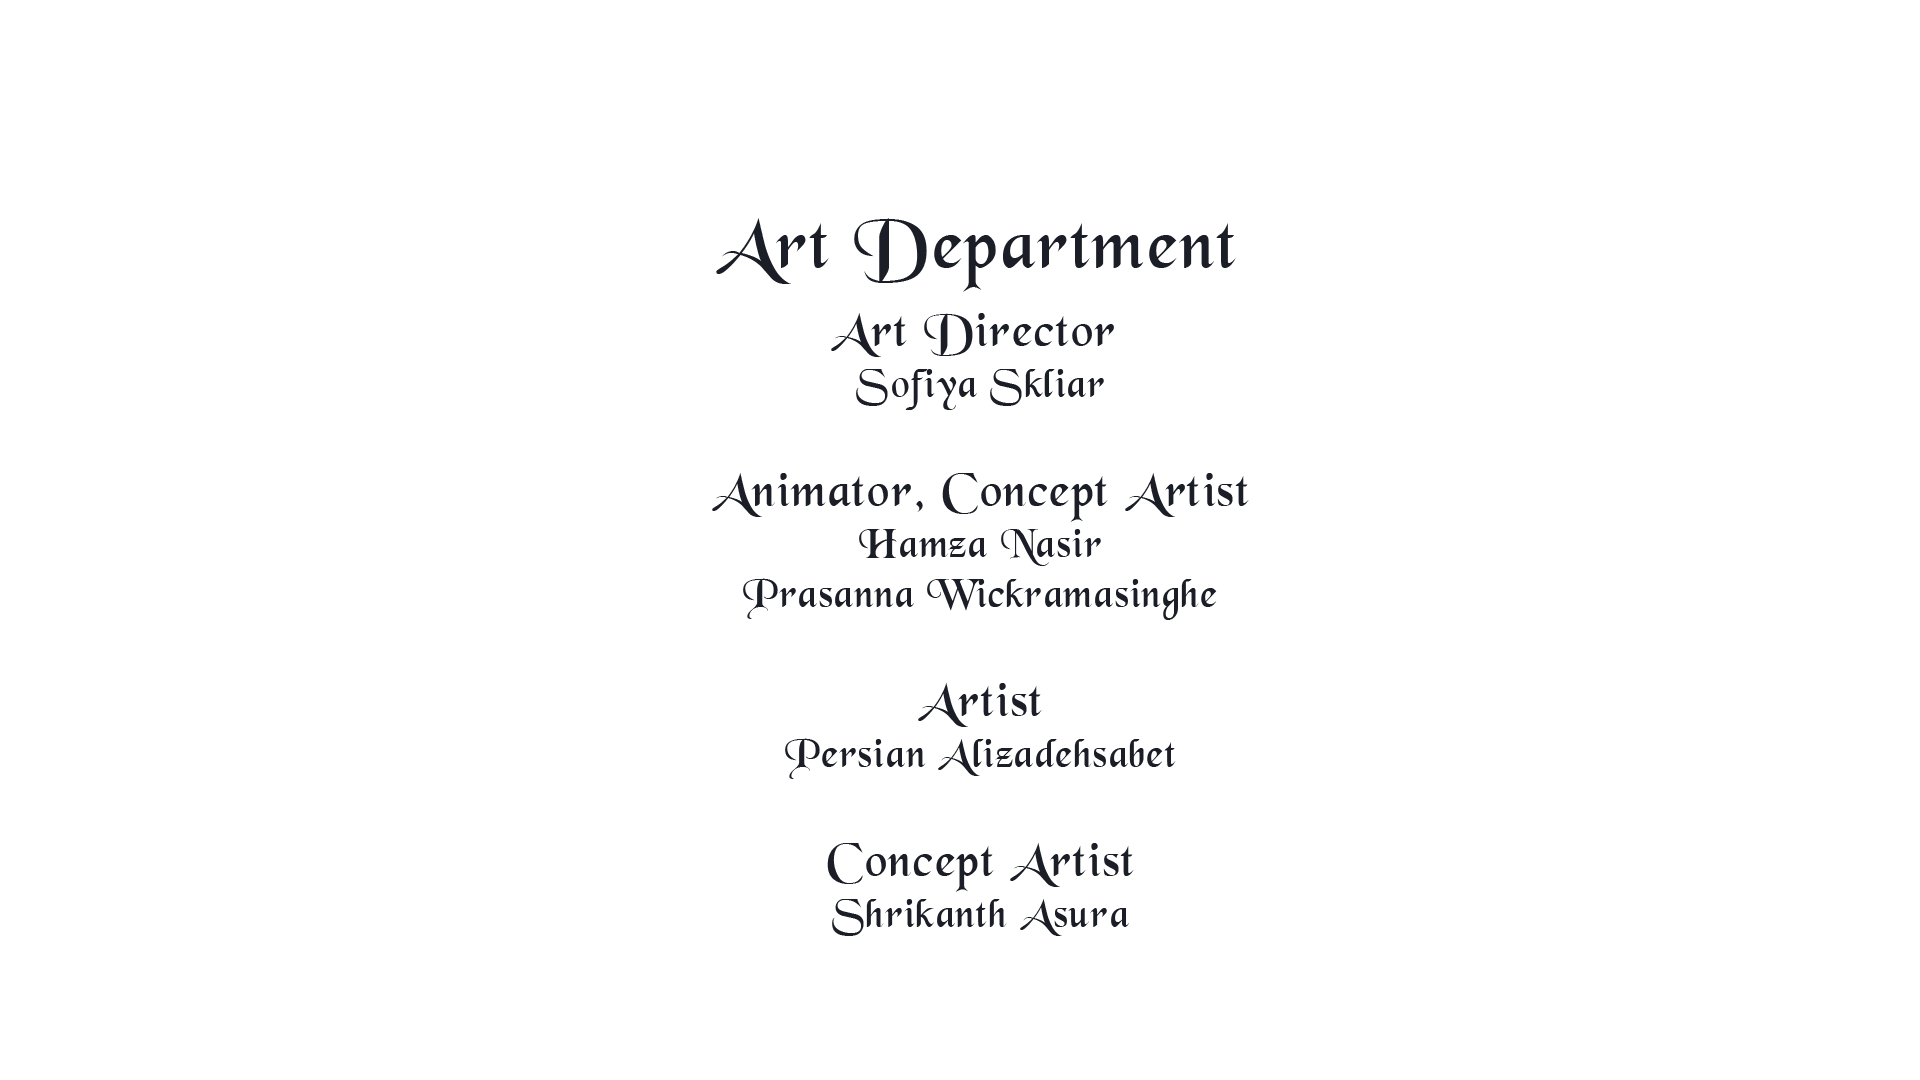 Art Department
Art Director
Sofiya Skliar
Animator, Concept Artist
Hamza Nasir
Prasanna Wickramasinghe
Artist
Persian Alizadehsabet
Concept Artist
Shrikanth Asura